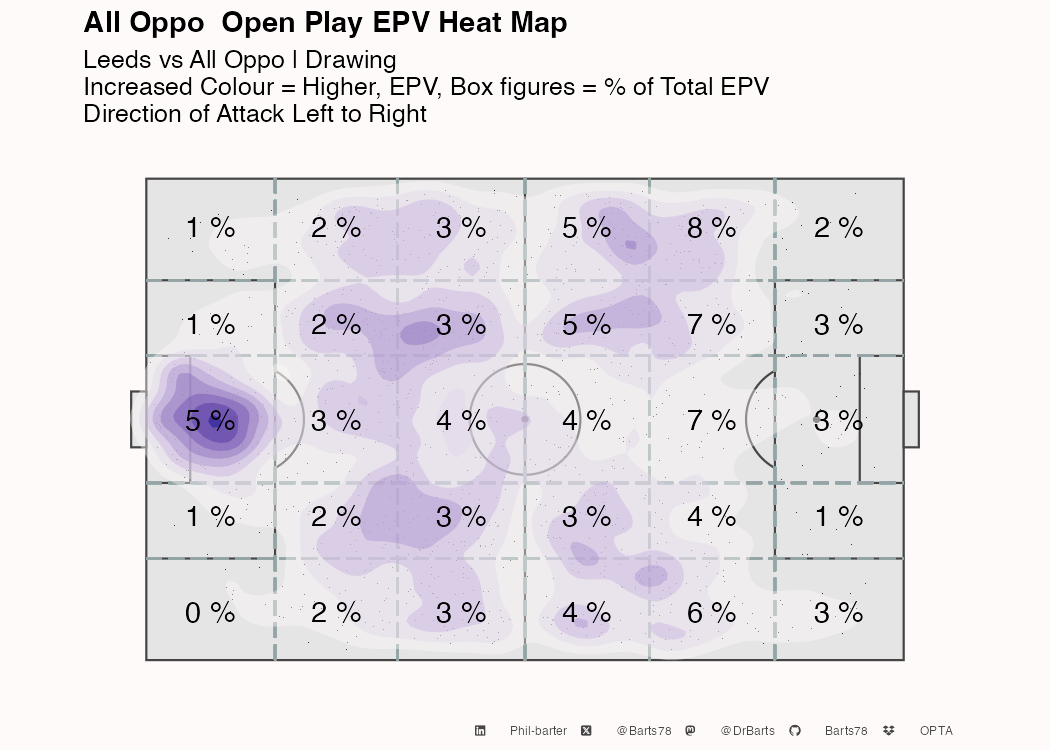 All Oppo  Open Play EPV Heat Map
Leeds vs All Oppo | Drawing
Increased Colour = Higher, EPV, Box figures = % of Total EPV
Direction of Attack Left to Right
1 % 2 % 3 % 5 % 8 % 2 %
1 % 2 % 3 % 5 % 7 % 3 %
5 % 3 % 4 % 4 % 7 % 3 %
1 % 2 % 3 % 3 % 4 % 1 %
0 % 2 % 3 % 4 % 6 % 3 %
Phil-barter @Barts78 @DrBarts Barts78 OPTA